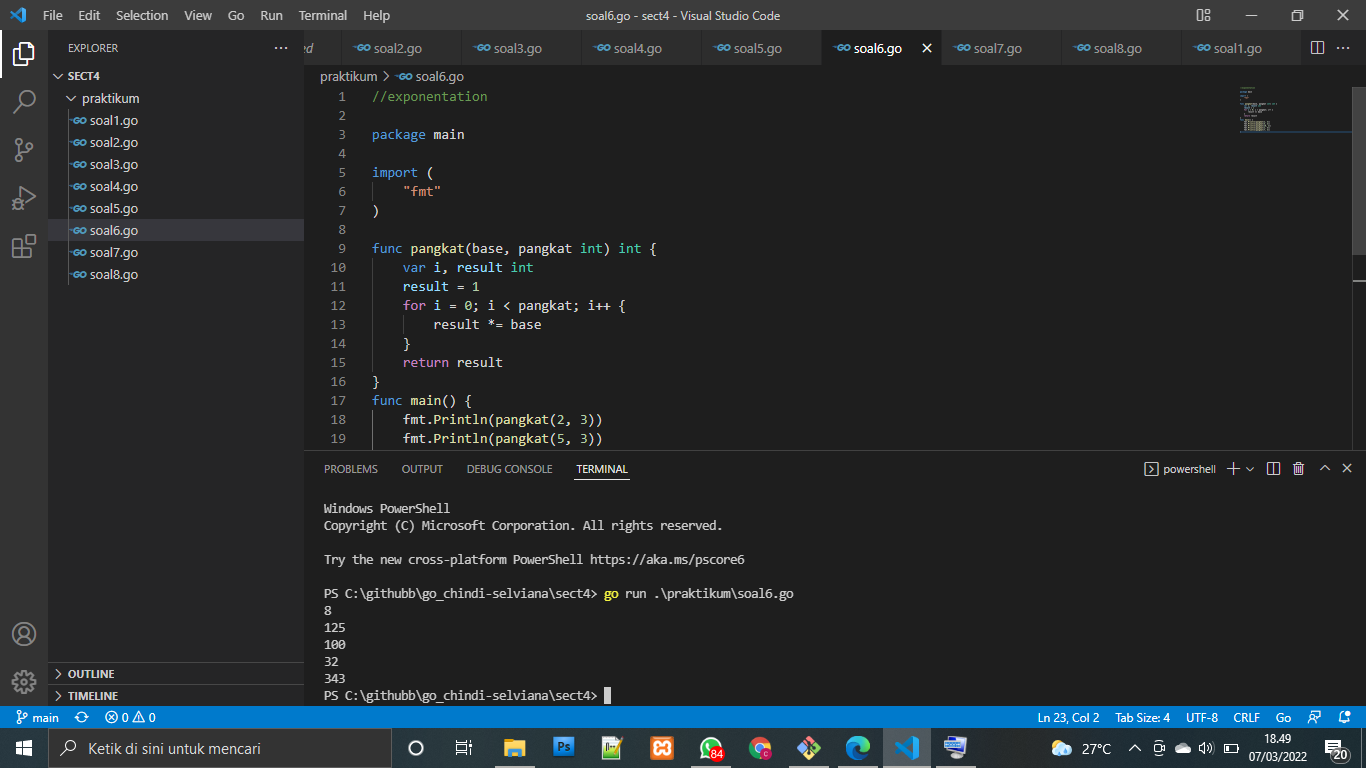 File Edit Selection View Go Run Terminal Help soal6.go - sect4 - Visual Studio Code
EXPLORER
SECT4
praktikum
soal1.go
soal2.go
soal3.go
soal4.go
soal5.go
soal6.go
soal7.go
soal8.go
OUTLINE
TIMELINE
ed soal2.go soal3.go soal4.go soal5.go soal6.go soal7.go soal8.go soal1.go
praktikum > soal6.go
1 //exponentation
2
3 package main
4
5 import (
6 "fmt"
7 )
8
9 func pangkat(base, pangkat int) int {
10 var i, result int
11 result = 1
12 for i = 0; i < pangkat; i++ {
13 result *= base
14 }
15 return result
16 }
17 func main() {
18 fmt.Println(pangkat(2, 3))
19 fmt.Println(pangkat(5, 3))
PROBLEMS OUTPUT DEBUG CONSOLE TERMINAL powershell
Windows PowerShell
Copyright (C) Microsoft Corporation. All rights reserved.
Try the new cross-platform PowerShell https://aka.ms/pscore6
PS C:\githubb\go_chindi-selviana\sect4> go run .\praktikum\soal6.go
8
125
100
32
343
PS C:\githubb\go_chindi-selviana\sect4>
main 0 0 Ln 23, Col 2 Tab Size: 4 UTF-8 CRLF Go
Ketik di sini untuk mencari
Ps
84
27°C
18.49
07/03/2022
20